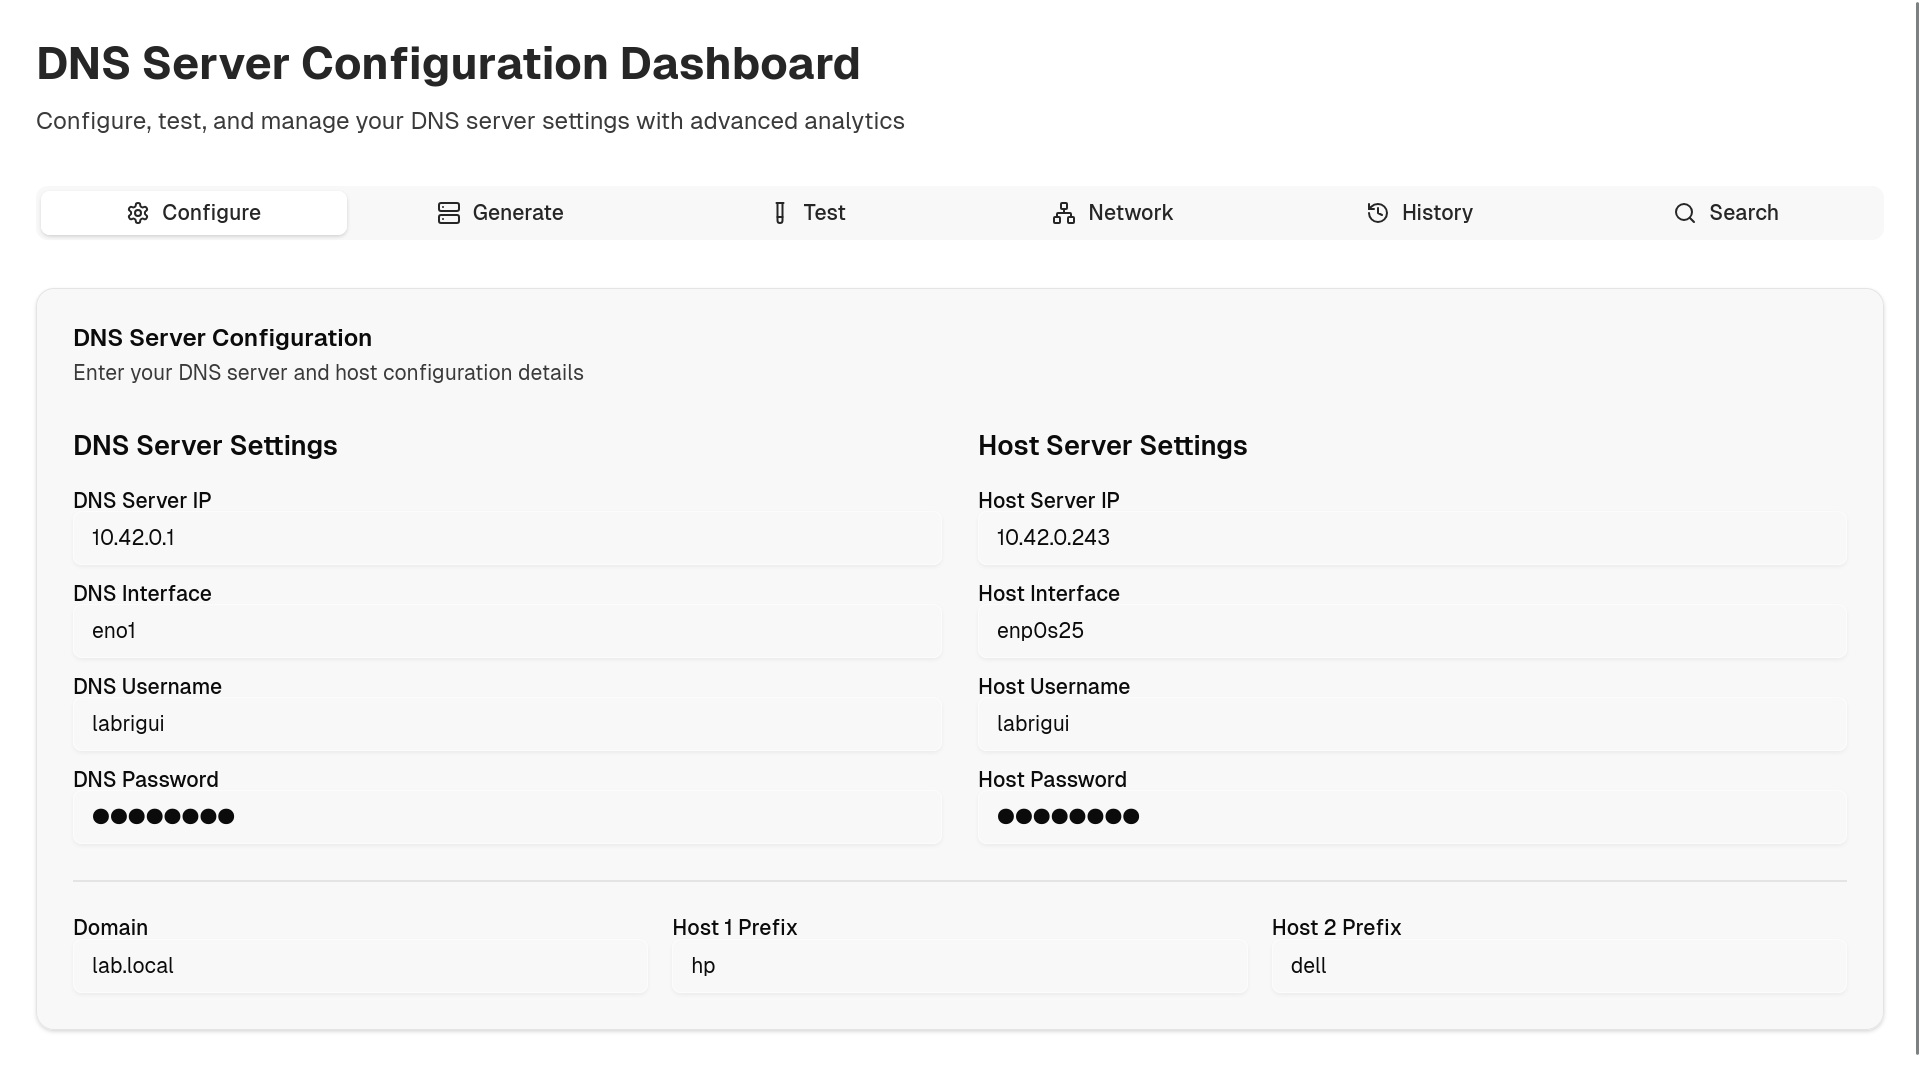 DNS Server Configuration Dashboard
Configure, test, and manage your DNS server settings with advanced analytics
Configure
Generate
Test
Network
History
Search
DNS Server Configuration
Enter your DNS server and host configuration details
DNS Server Settings
DNS Server IP
10.42.0.1
DNS Interface
eno1
DNS Username
labrigui
DNS Password
●●●●●●●●
Host Server Settings
Host Server IP
10.42.0.243
Host Interface
enp0s25
Host Username
labrigui
Host Password
●●●●●●●●
Domain
lab.local
Host 1 Prefix
hp
Host 2 Prefix
dell